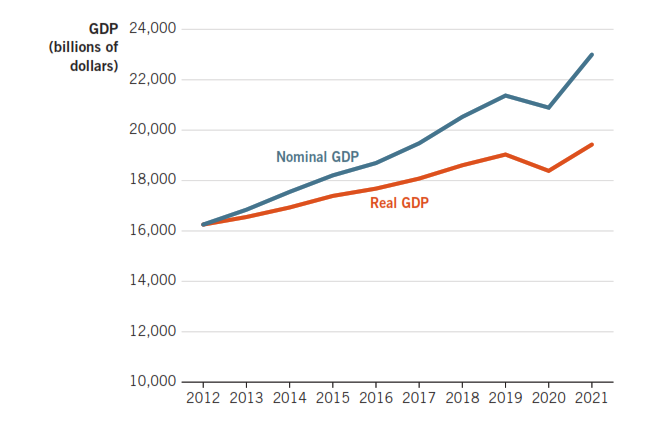 GDP
(billions of
dollars)
24,000
22,000
20,000
18,000
16,000
14,000
12,000
10,000
Nominal GDP
Real GDP
2012 2013 2014 2015 2016 2017 2018 2019 2020 2021